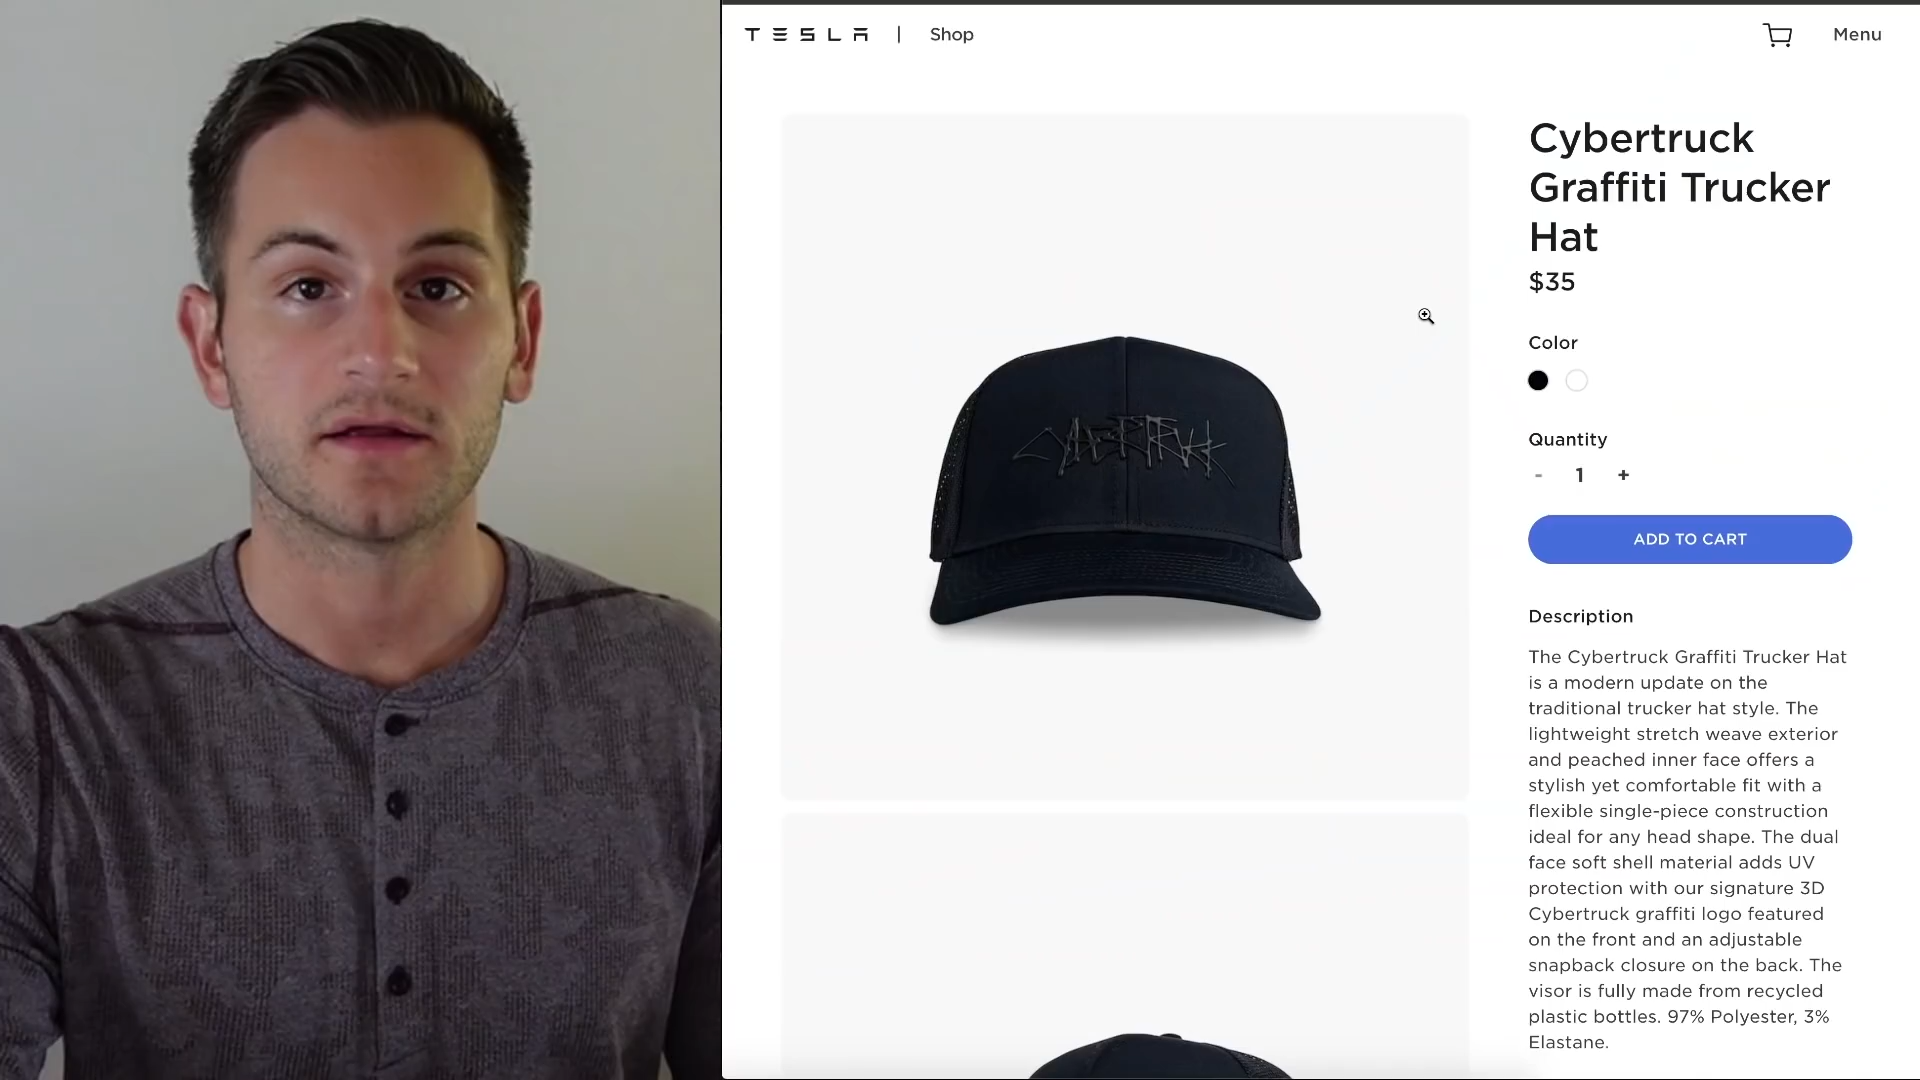 TESLA | Shop
Menu
Cybertruck
Graffiti Trucker
Hat
$35
CYBERTRUCK
Color
Quantity
- 1 +
ADD TO CART
Description
The Cybertruck Graffiti Trucker Hat
is a modern update on the
traditional trucker hat style. The
lightweight stretch weave exterior
and peached inner face offers a
stylish yet comfortable fit with a
flexible single-piece construction
ideal for any head shape. The dual
face soft shell material adds UV
protection with our signature 3D
Cybertruck graffiti logo featured
on the front and an adjustable
snapback closure on the back. The
visor is fully made from recycled
plastic bottles. 97% Polyester, 3%
Elastane.